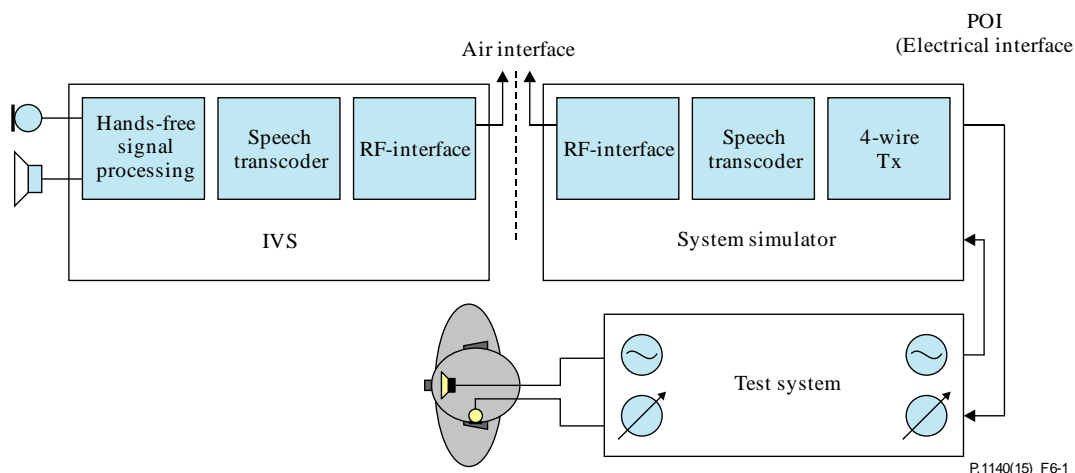 POI
(Electrical interface
Air interface
Hands-free
signal
processing
Speech
transcoder
RF-interface
IVS
RF-interface
Speech
transcoder
4-wire
Tx
System simulator
Test system
P.1140(15)_F6-1